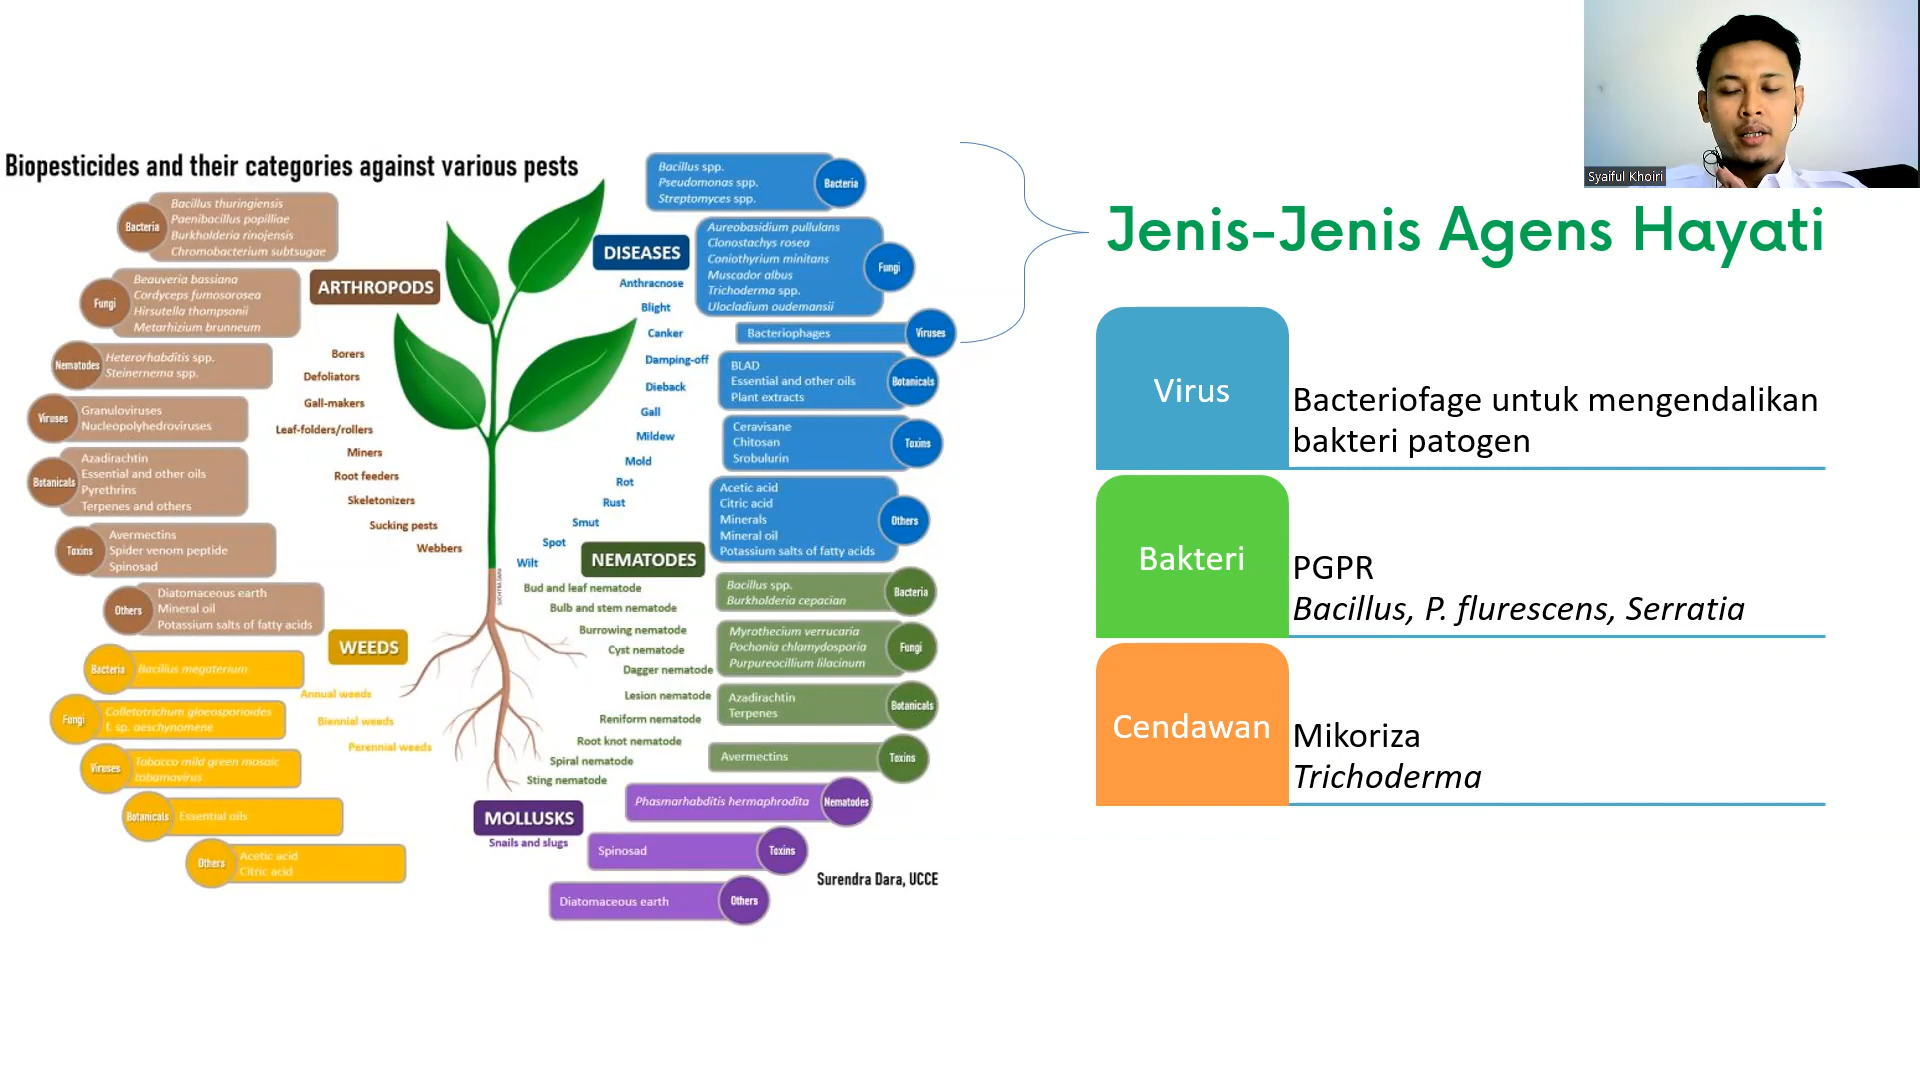 Syaiful Khoiri
Biopesticides and their categories against various pests
Bacteria
Bacillus thuringiensis
Paenibacillus popilliae
Burkholderia rinojensis
Chromobacterium subtsugae
Fungi
Beauveria bassiana
Cordyceps fumosorosea
Hirsutella thompsonii
Metarhizium brunneum
Nematodes
Heterorhabditis spp.
Steinernema spp.
Viruses
Granuloviruses
Nucleopolyhedroviruses
Botanicals
Azadirachtin
Essential and other oils
Pyrethrins
Terpenes and others
Toxins
Avermectins
Spider venom peptide
Spinosad
Others
Diatomaceous earth
Mineral oil
Potassium salts of fatty acids
ARTHROPODS
Borers
Defoliators
Gall-makers
Leaf-folders/rollers
Miners
Root feeders
Skeletonizers
Sucking pests
Webbers
WEEDS
Annual weeds
Biennial weeds
Perennial weeds
Bacteria
Bacillus megaterium
Fungi
Colletotrichum gloeosporioides
f. sp. aeschynomene
Viruses
Tobacco mild green mosaic
tobamovirus
Botanicals
Essential oils
Others
Acetic acid
Citric acid
DISEASES
Anthracnose
Blight
Canker
Damping-off
Dieback
Gall
Mildew
Mold
Rot
Rust
Smut
Spot
Wilt
Bacillus spp.
Pseudomonas spp.
Streptomyces spp.
Bacteria
Aureobasidium pullulans
Clonostachys rosea
Coniothyrium minitans
Muscador albus
Trichoderma spp.
Ulocladium oudemansii
Fungi
Bacteriophages
Viruses
BLAD
Essential and other oils
Plant extracts
Botanicals
Ceravisane
Chitosan
Srobulurin
Toxins
Acetic acid
Citric acid
Minerals
Mineral oil
Potassium salts of fatty acids
Others
NEMATODES
Bud and leaf nematode
Bulb and stem nematode
Burrowing nematode
Cyst nematode
Dagger nematode
Lesion nematode
Reniform nematode
Root knot nematode
Spiral nematode
Sting nematode
Bacillus spp.
Burkholderia cepacian
Bacteria
Myrothecium verrucaria
Pochonia chlamydosporia
Purpureocillium lilacinum
Fungi
Azadirachtin
Terpenes
Botanicals
Avermectins
Toxins
MOLLUSKS
Snails and slugs
Phasmarhabditis hermaphrodita
Nematodes
Spinosad
Toxins
Diatomaceous earth
Others
Surendra Dara, UCCE
Jenis-Jenis Agens Hayati
Virus
Bacteriofage untuk mengendalikan
bakteri patogen
Bakteri
PGPR
Bacillus, P. flurescens, Serratia
Cendawan
Mikoriza
Trichoderma